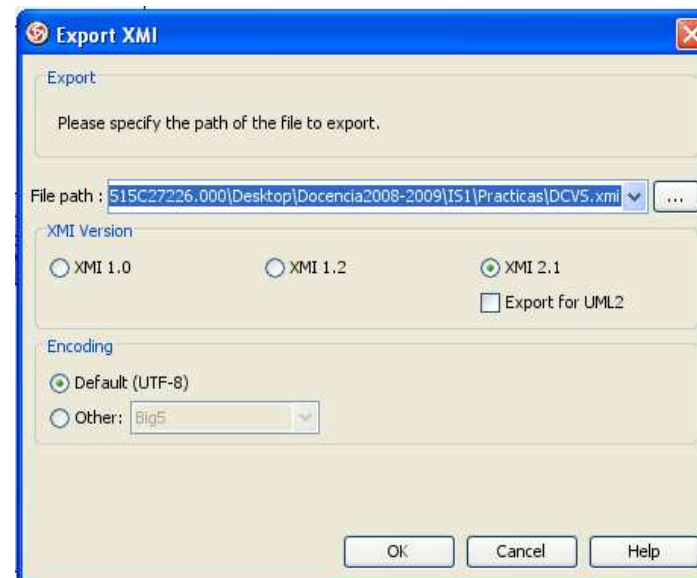 Export XMI
Export
Please specify the path of the file to export.
File path : 515C27226.000\Desktop\Docencia2008-2009\IS1\Practicas\DCVS.xmi ...
XMI Version
XMI 1.0 XMI 1.2 XMI 2.1
Export for UML2
Encoding
Default (UTF-8)
Other: Big5
OK Cancel Help